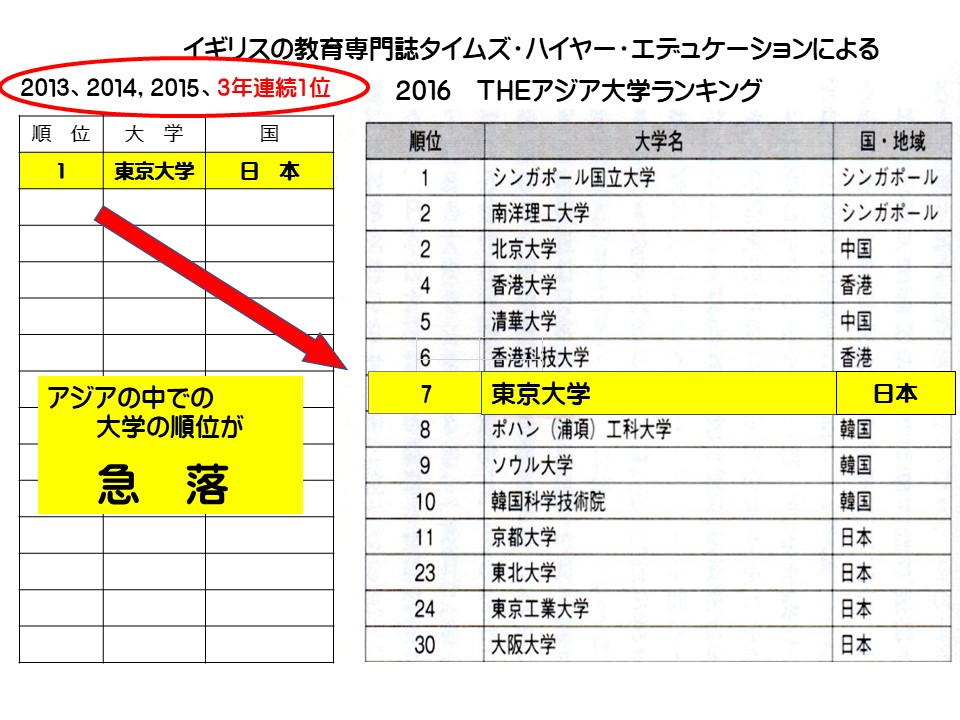 イギリスの教育専門誌タイムズ・ハイヤー・エデュケーションによる
2013、2014, 2015、3年連続1位
2016 THEアジア大学ランキング
順 位 大 学 国
1 東京大学 日 本
アジアの中での
大学の順位が
急 落
順位 大学名 国・地域
1 シンガポール国立大学 シンガポール
2 南洋理工大学 シンガポール
2 北京大学 中国
4 香港大学 香港
5 清華大学 中国
6 香港科技大学 香港
7 東京大学 日本
8 ポハン（浦項）工科大学 韓国
9 ソウル大学 韓国
10 韓国科学技術院 韓国
11 京都大学 日本
23 東北大学 日本
24 東京工業大学 日本
30 大阪大学 日本